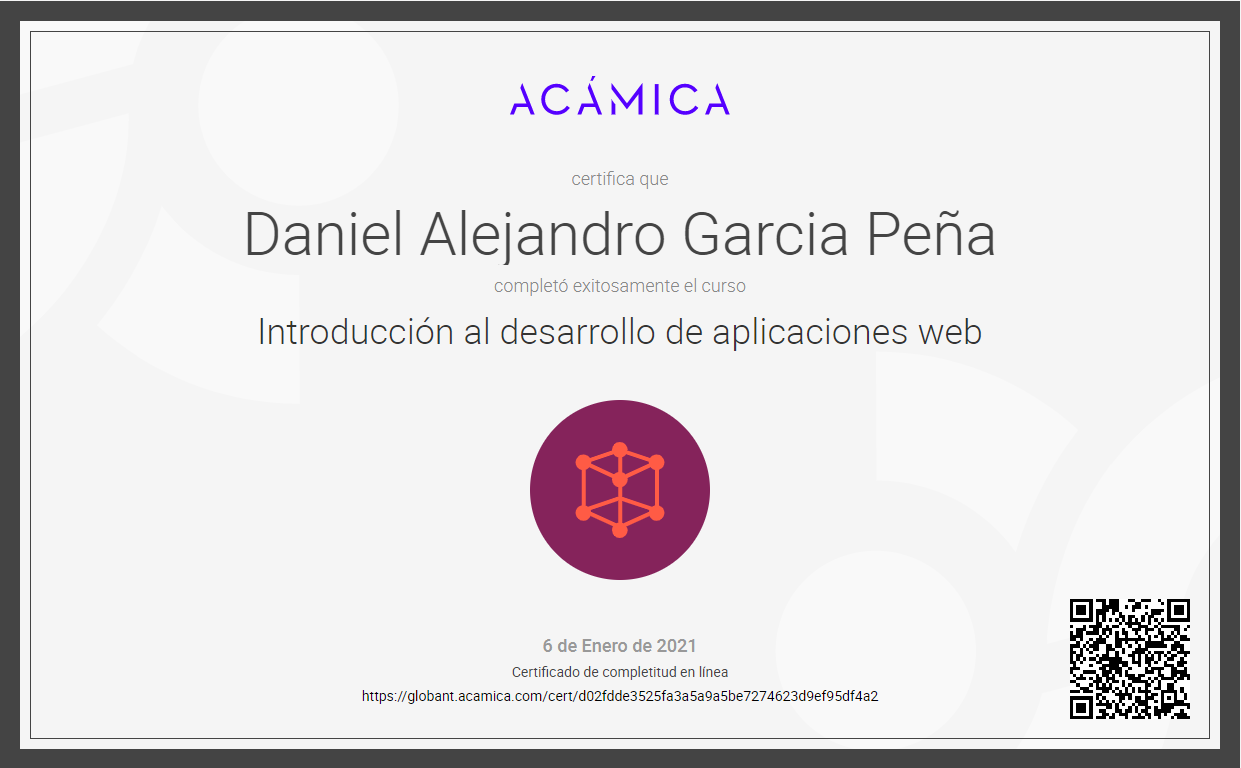 ACÁMICA
certifica que
Daniel Alejandro Garcia Peña
completó exitosamente el curso
Introducción al desarrollo de aplicaciones web
6 de Enero de 2021
Certificado de completitud en línea
https://globant.acamica.com/cert/d02fdde3525fa3a5a9a5be7274623d9ef95df4a2